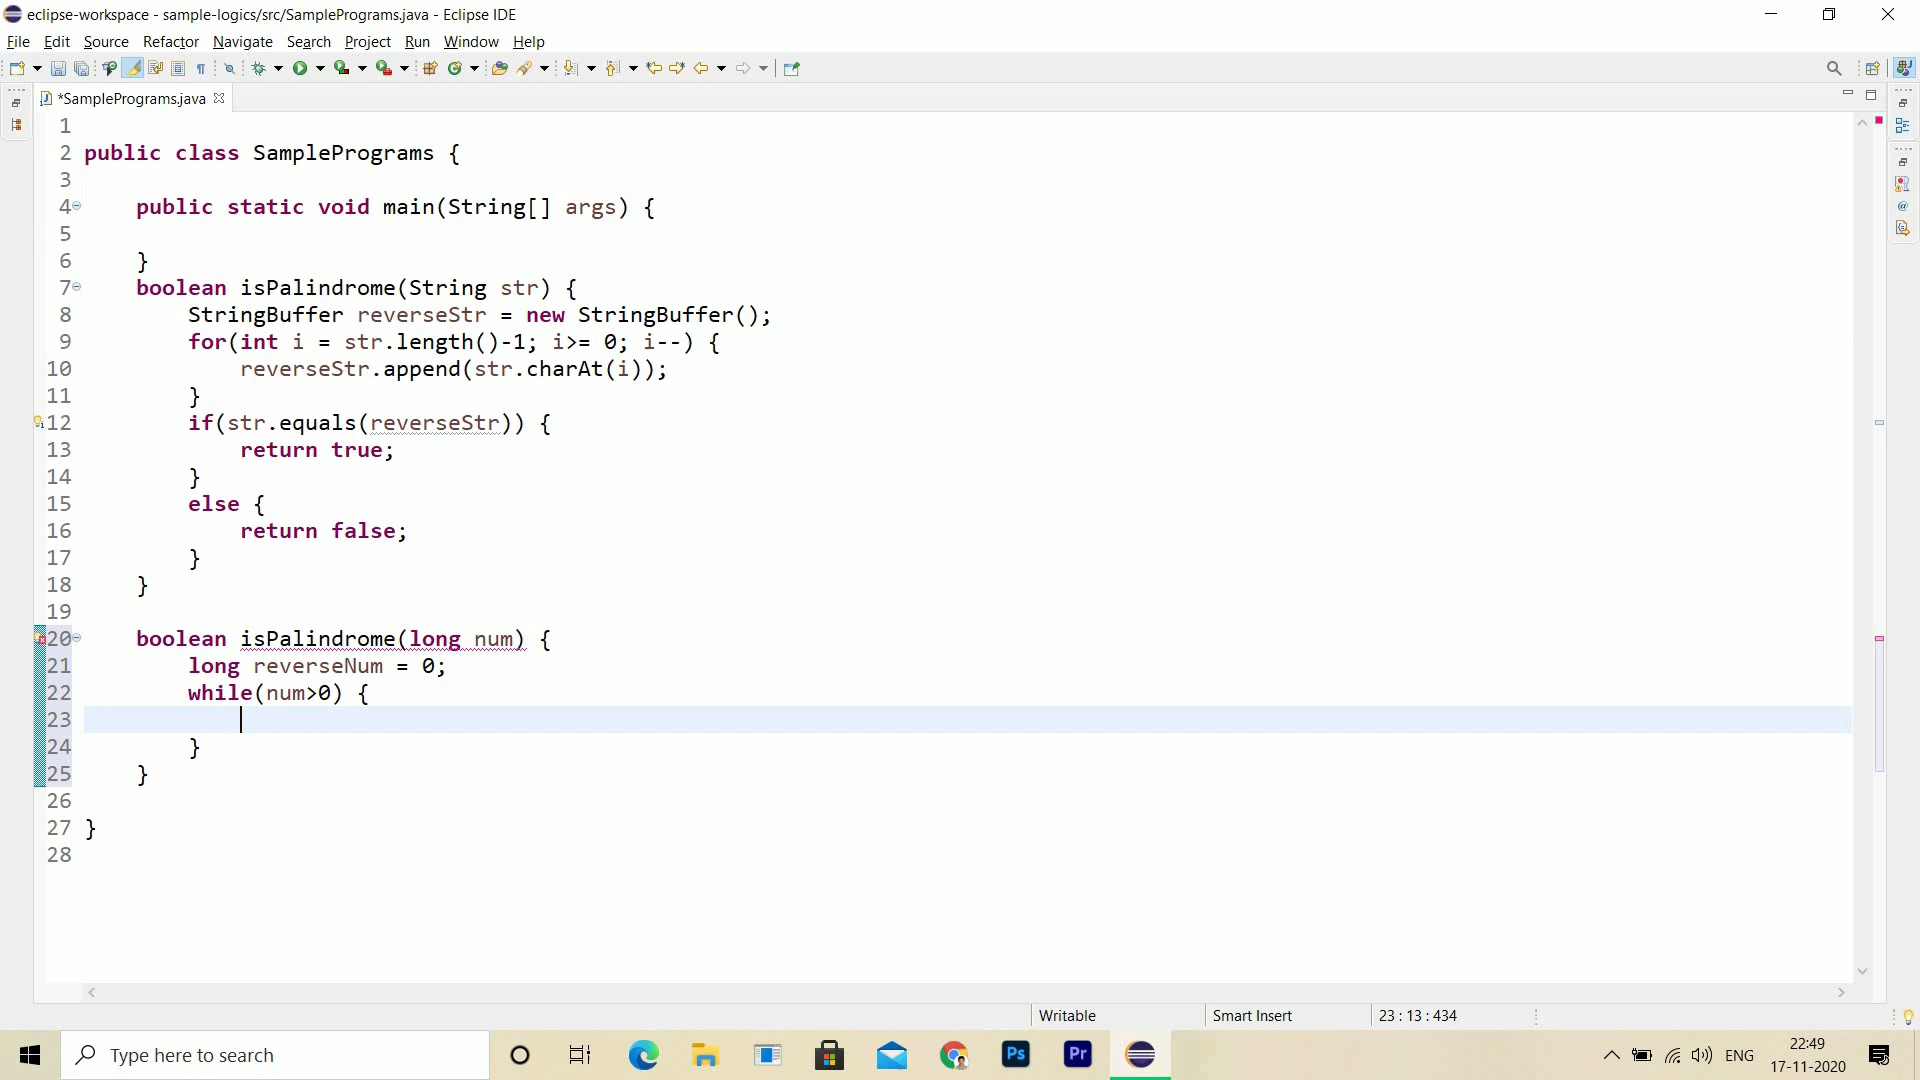 eclipse-workspace - sample-logics/src/SamplePrograms.java - Eclipse IDE
File Edit Source Refactor Navigate Search Project Run Window Help
*SamplePrograms.java
1
2 public class SamplePrograms {
3
4 public static void main(String[] args) {
5
6 }
7 boolean isPalindrome(String str) {
8 StringBuffer reverseStr = new StringBuffer();
9 for(int i = str.length()-1; i>= 0; i--) {
10 reverseStr.append(str.charAt(i));
11 }
12 if(str.equals(reverseStr)) {
13 return true;
14 }
15 else {
16 return false;
17 }
18 }
19
20 boolean isPalindrome(long num) {
21 long reverseNum = 0;
22 while(num>0) {
23
24 }
25 }
26
27 }
28
Writable Smart Insert 23 : 13 : 434
Type here to search Ps Pr ENG 22:49
17-11-2020